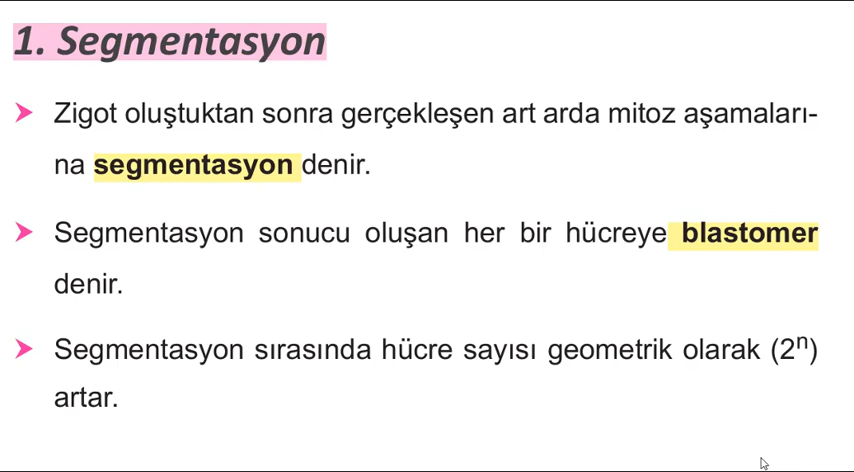 1. Segmentasyon
➤ Zigot oluştuktan sonra gerçekleşen art arda mitoz aşamaları-
na segmentasyon denir.
➤ Segmentasyon sonucu oluşan her bir hücreye blastomer
denir.
➤ Segmentasyon sırasında hücre sayısı geometrik olarak (2ⁿ)
artar.